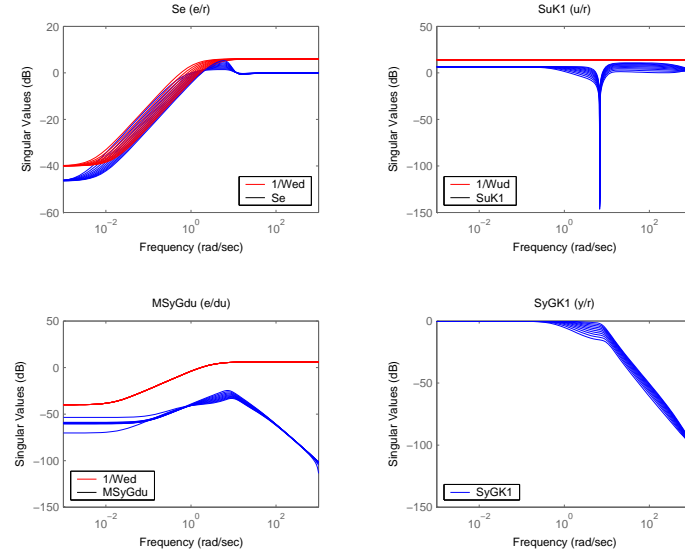 Se (e/r)
20
0
−20
−40
−60
Singular Values (dB)
10^−2
10^0
10^2
Frequency (rad/sec)
1/Wed
Se
SuK1 (u/r)
50
0
−50
−100
−150
Singular Values (dB)
10^−2
10^0
10^2
Frequency (rad/sec)
1/Wud
SuK1
MSyGdu (e/du)
50
0
−50
−100
−150
Singular Values (dB)
10^−2
10^0
10^2
Frequency (rad/sec)
1/Wed
MSyGdu
SyGK1 (y/r)
0
−50
−100
−150
Singular Values (dB)
10^−2
10^0
10^2
Frequency (rad/sec)
SyGK1